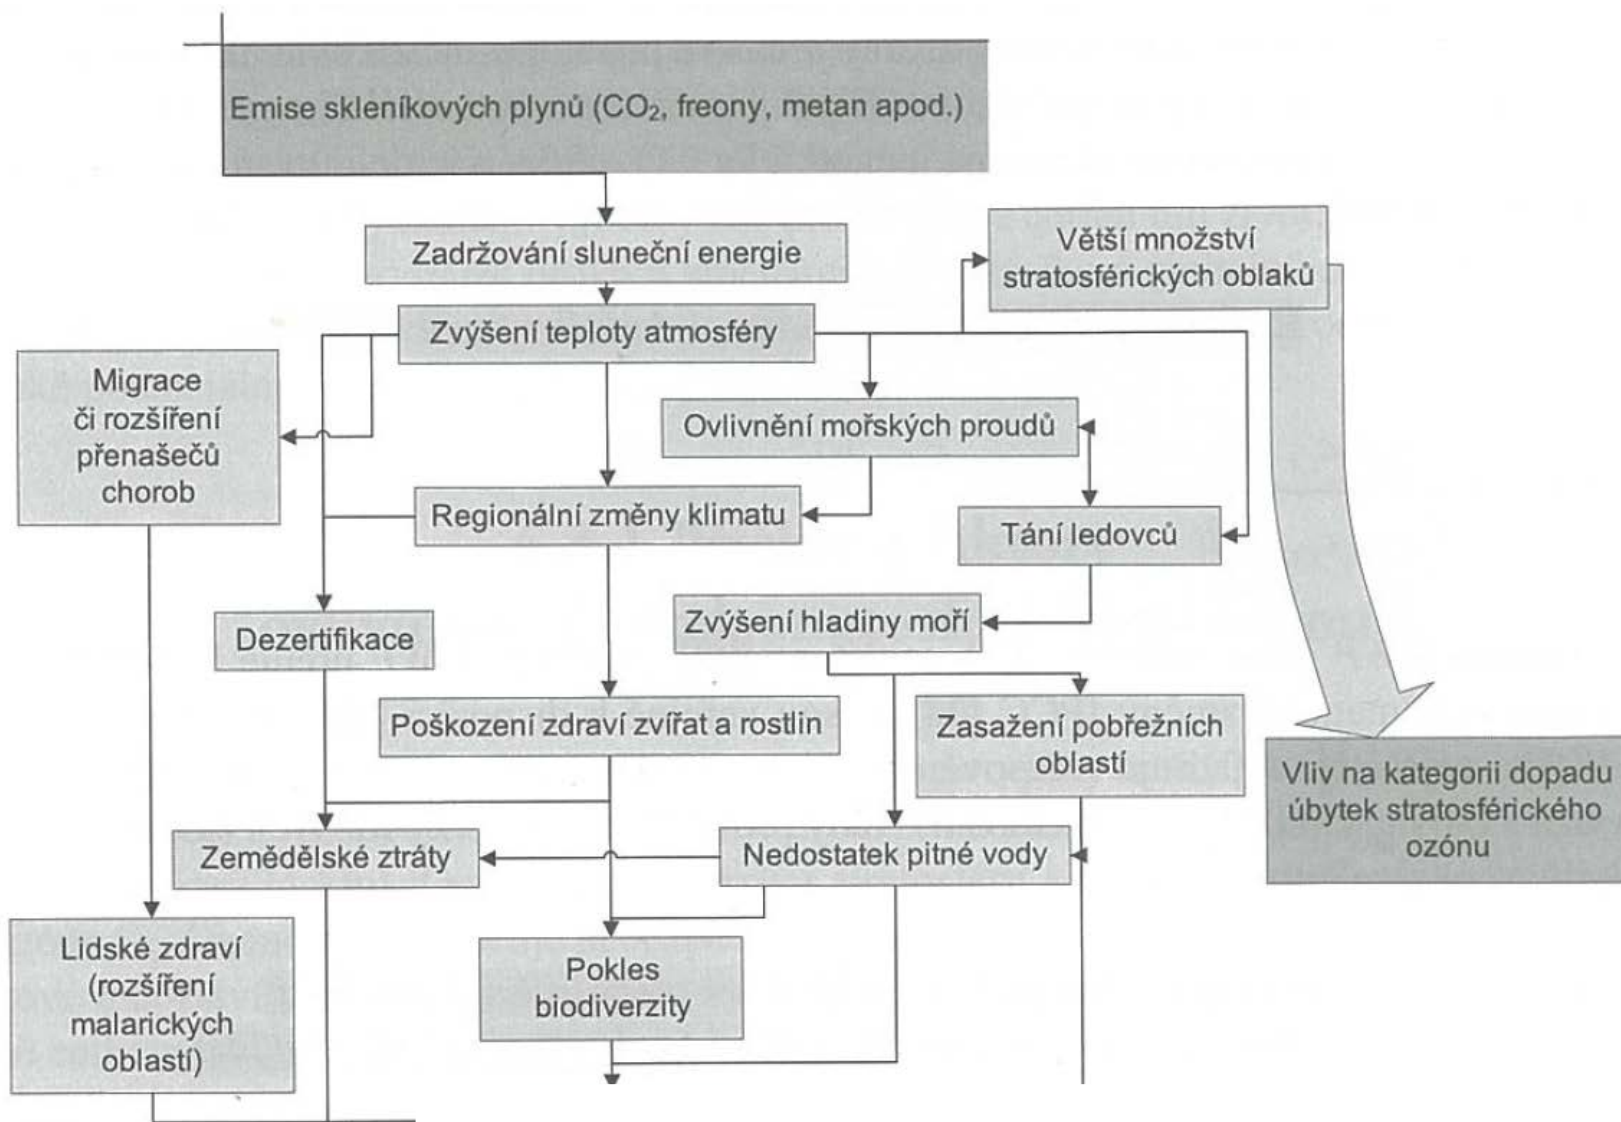 Emise skleníkových plynů (CO₂, freony, metan apod.)
Zadržování sluneční energie
Větší množství
stratosférických oblaků
Zvýšení teploty atmosféry
Migrace
či rozšíření
přenašečů
chorob
Ovlivnění mořských proudů
Regionální změny klimatu
Tání ledovců
Dezertifikace
Zvýšení hladiny moří
Poškození zdraví zvířat a rostlin
Zasažení pobřežních
oblastí
Vliv na kategorii dopadu
úbytek stratosférického
ozónu
Zemědělské ztráty
Nedostatek pitné vody
Lidské zdraví
(rozšíření
malarických
oblastí)
Pokles
biodiverzity